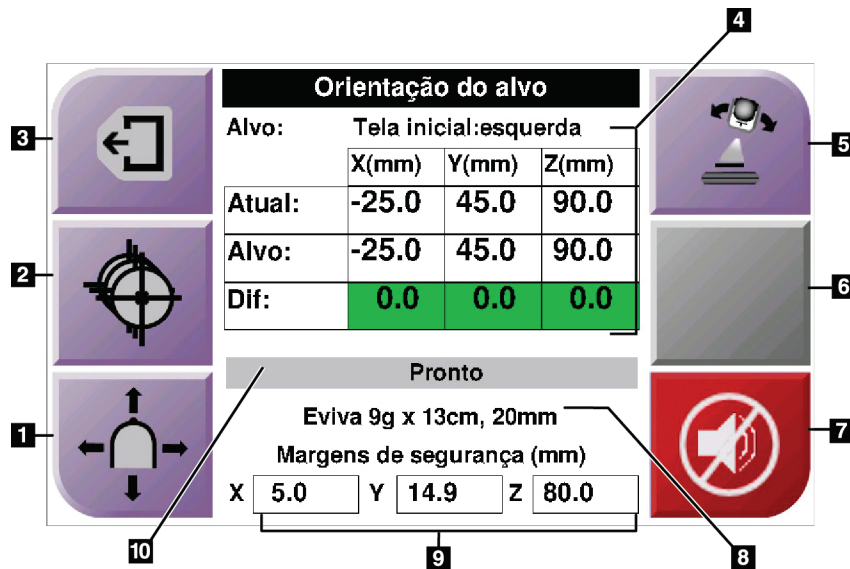 4
Orientação do alvo
Alvo: Tela inicial:esquerda
3
5
X(mm) Y(mm) Z(mm)
Atual: -25.0 45.0 90.0
Alvo: -25.0 45.0 90.0
2
6
Dif: 0.0 0.0 0.0
Pronto
Eviva 9g x 13cm, 20mm
1
7
Margens de segurança (mm)
X 5.0 Y 14.9 Z 80.0
10
9
8